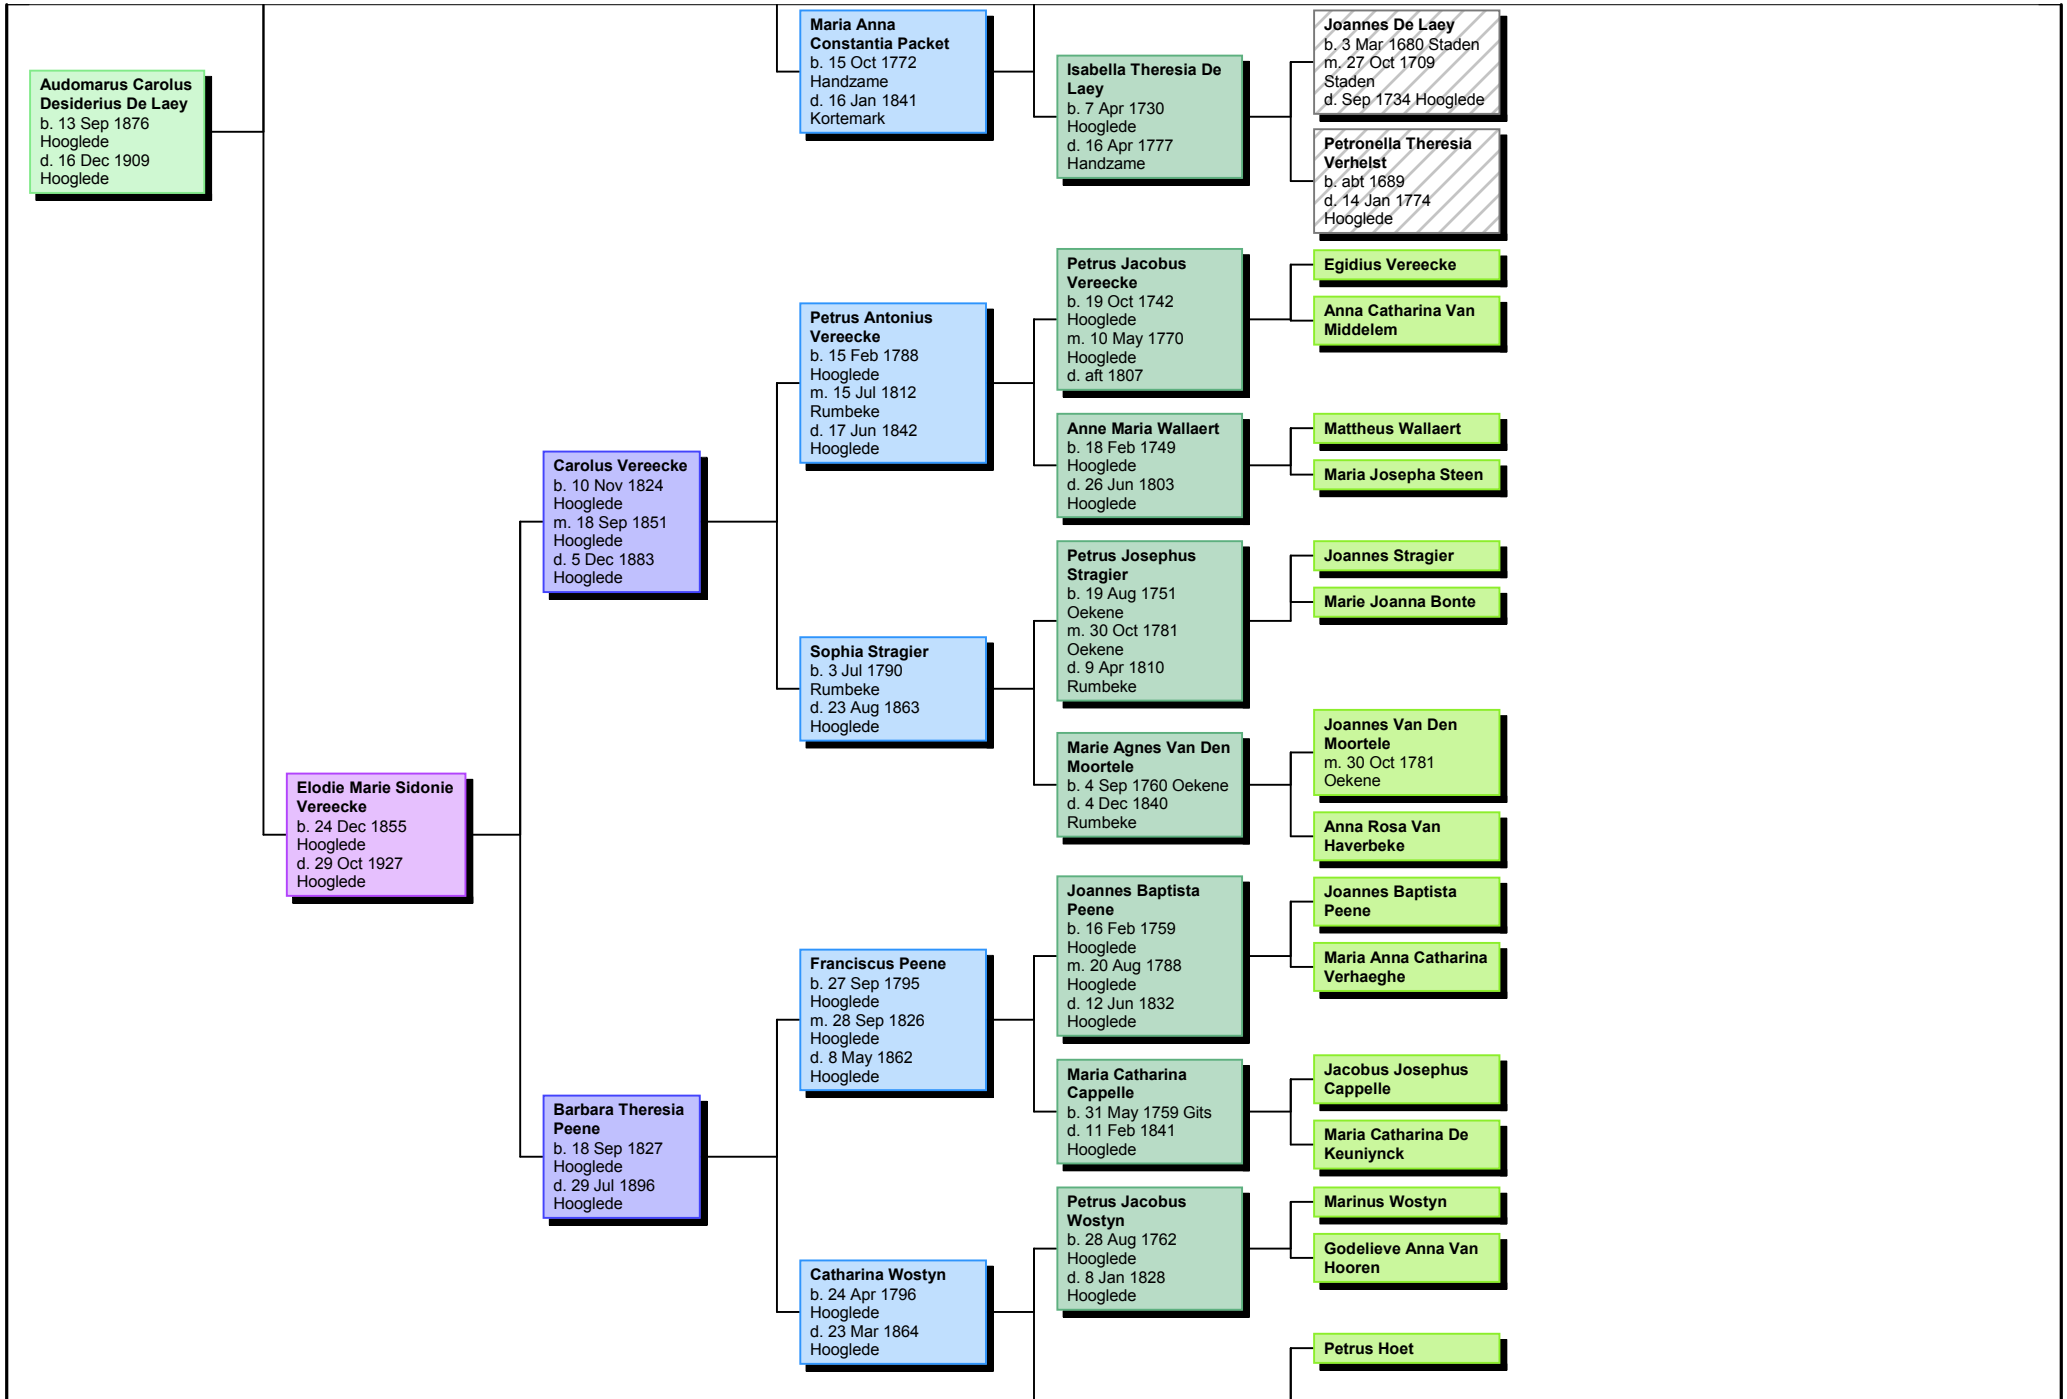 Audomarus Carolus
Desiderius De Laey
b. 13 Sep 1876
Hooglede
d. 16 Dec 1909
Hooglede
Elodie Marie Sidonie
Vereecke
b. 24 Dec 1855
Hooglede
d. 29 Oct 1927
Hooglede
Carolus Vereecke
b. 10 Nov 1824
Hooglede
m. 18 Sep 1851
Hooglede
d. 5 Dec 1883
Hooglede
Barbara Theresia
Peene
b. 18 Sep 1827
Hooglede
d. 29 Jul 1896
Hooglede
Maria Anna
Constantia Packet
b. 15 Oct 1772
Handzame
d. 16 Jan 1841
Kortemark
Petrus Antonius
Vereecke
b. 15 Feb 1788
Hooglede
m. 15 Jul 1812
Rumbeke
d. 17 Jun 1842
Hooglede
Sophia Stragier
b. 3 Jul 1790
Rumbeke
d. 23 Aug 1863
Hooglede
Franciscus Peene
b. 27 Sep 1795
Hooglede
m. 28 Sep 1826
Hooglede
d. 8 May 1862
Hooglede
Catharina Wostyn
b. 24 Apr 1796
Hooglede
d. 23 Mar 1864
Hooglede
Isabella Theresia De
Laey
b. 7 Apr 1730
Hooglede
d. 16 Apr 1777
Handzame
Petrus Jacobus
Vereecke
b. 19 Oct 1742
Hooglede
m. 10 May 1770
Hooglede
d. aft 1807
Anne Maria Wallaert
b. 18 Feb 1749
Hooglede
d. 26 Jun 1803
Hooglede
Petrus Josephus
Stragier
b. 19 Aug 1751
Oekene
m. 30 Oct 1781
Oekene
d. 9 Apr 1810
Rumbeke
Marie Agnes Van Den
Moortele
b. 4 Sep 1760 Oekene
d. 4 Dec 1840
Rumbeke
Joannes Baptista
Peene
b. 16 Feb 1759
Hooglede
m. 20 Aug 1788
Hooglede
d. 12 Jun 1832
Hooglede
Maria Catharina
Cappelle
b. 31 May 1759 Gits
d. 11 Feb 1841
Hooglede
Petrus Jacobus
Wostyn
b. 28 Aug 1762
Hooglede
d. 8 Jan 1828
Hooglede
Joannes De Laey
b. 3 Mar 1680 Staden
m. 27 Oct 1709
Staden
d. Sep 1734 Hooglede
Petronella Theresia
Verhelst
b. abt 1689
d. 14 Jan 1774
Hooglede
Egidius Vereecke
Anna Catharina Van
Middelem
Mattheus Wallaert
Maria Josepha Steen
Joannes Stragier
Marie Joanna Bonte
Joannes Van Den
Moortele
m. 30 Oct 1781
Oekene
Anna Rosa Van
Haverbeke
Joannes Baptista
Peene
Maria Anna Catharina
Verhaeghe
Jacobus Josephus
Cappelle
Maria Catharina De
Keuniynck
Marinus Wostyn
Godelieve Anna Van
Hooren
Petrus Hoet